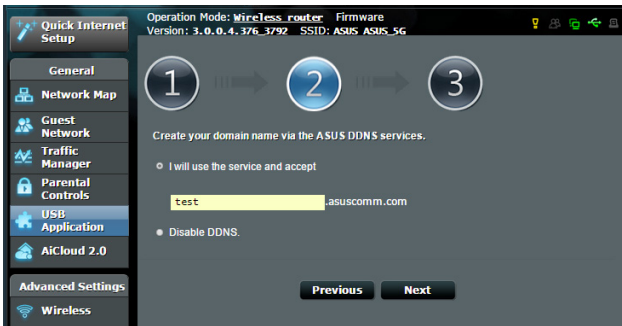 Quick Internet
Setup
Operation Mode: Wireless router Firmware
Version: 3.0.0.4.376_3792 SSID: ASUS ASUS_5G
General
Network Map
Guest
Network
Traffic
Manager
Parental
Controls
USB
Application
AiCloud 2.0
Advanced Settings
Wireless
1
2
3
Create your domain name via the ASUS DDNS services.
I will use the service and accept
test .asuscomm.com
Disable DDNS.
Previous Next